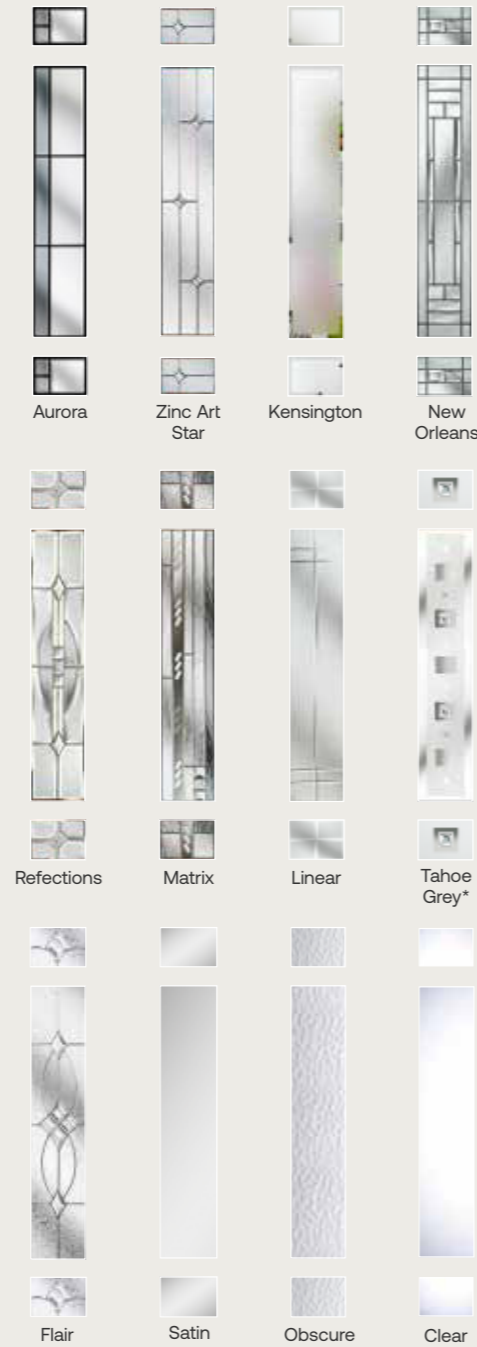 Aurora
Zinc Art
Star
Kensington
New
Orleans
Refections
Matrix
Linear
Tahoe
Grey*
Flair
Satin
Obscure
Clear